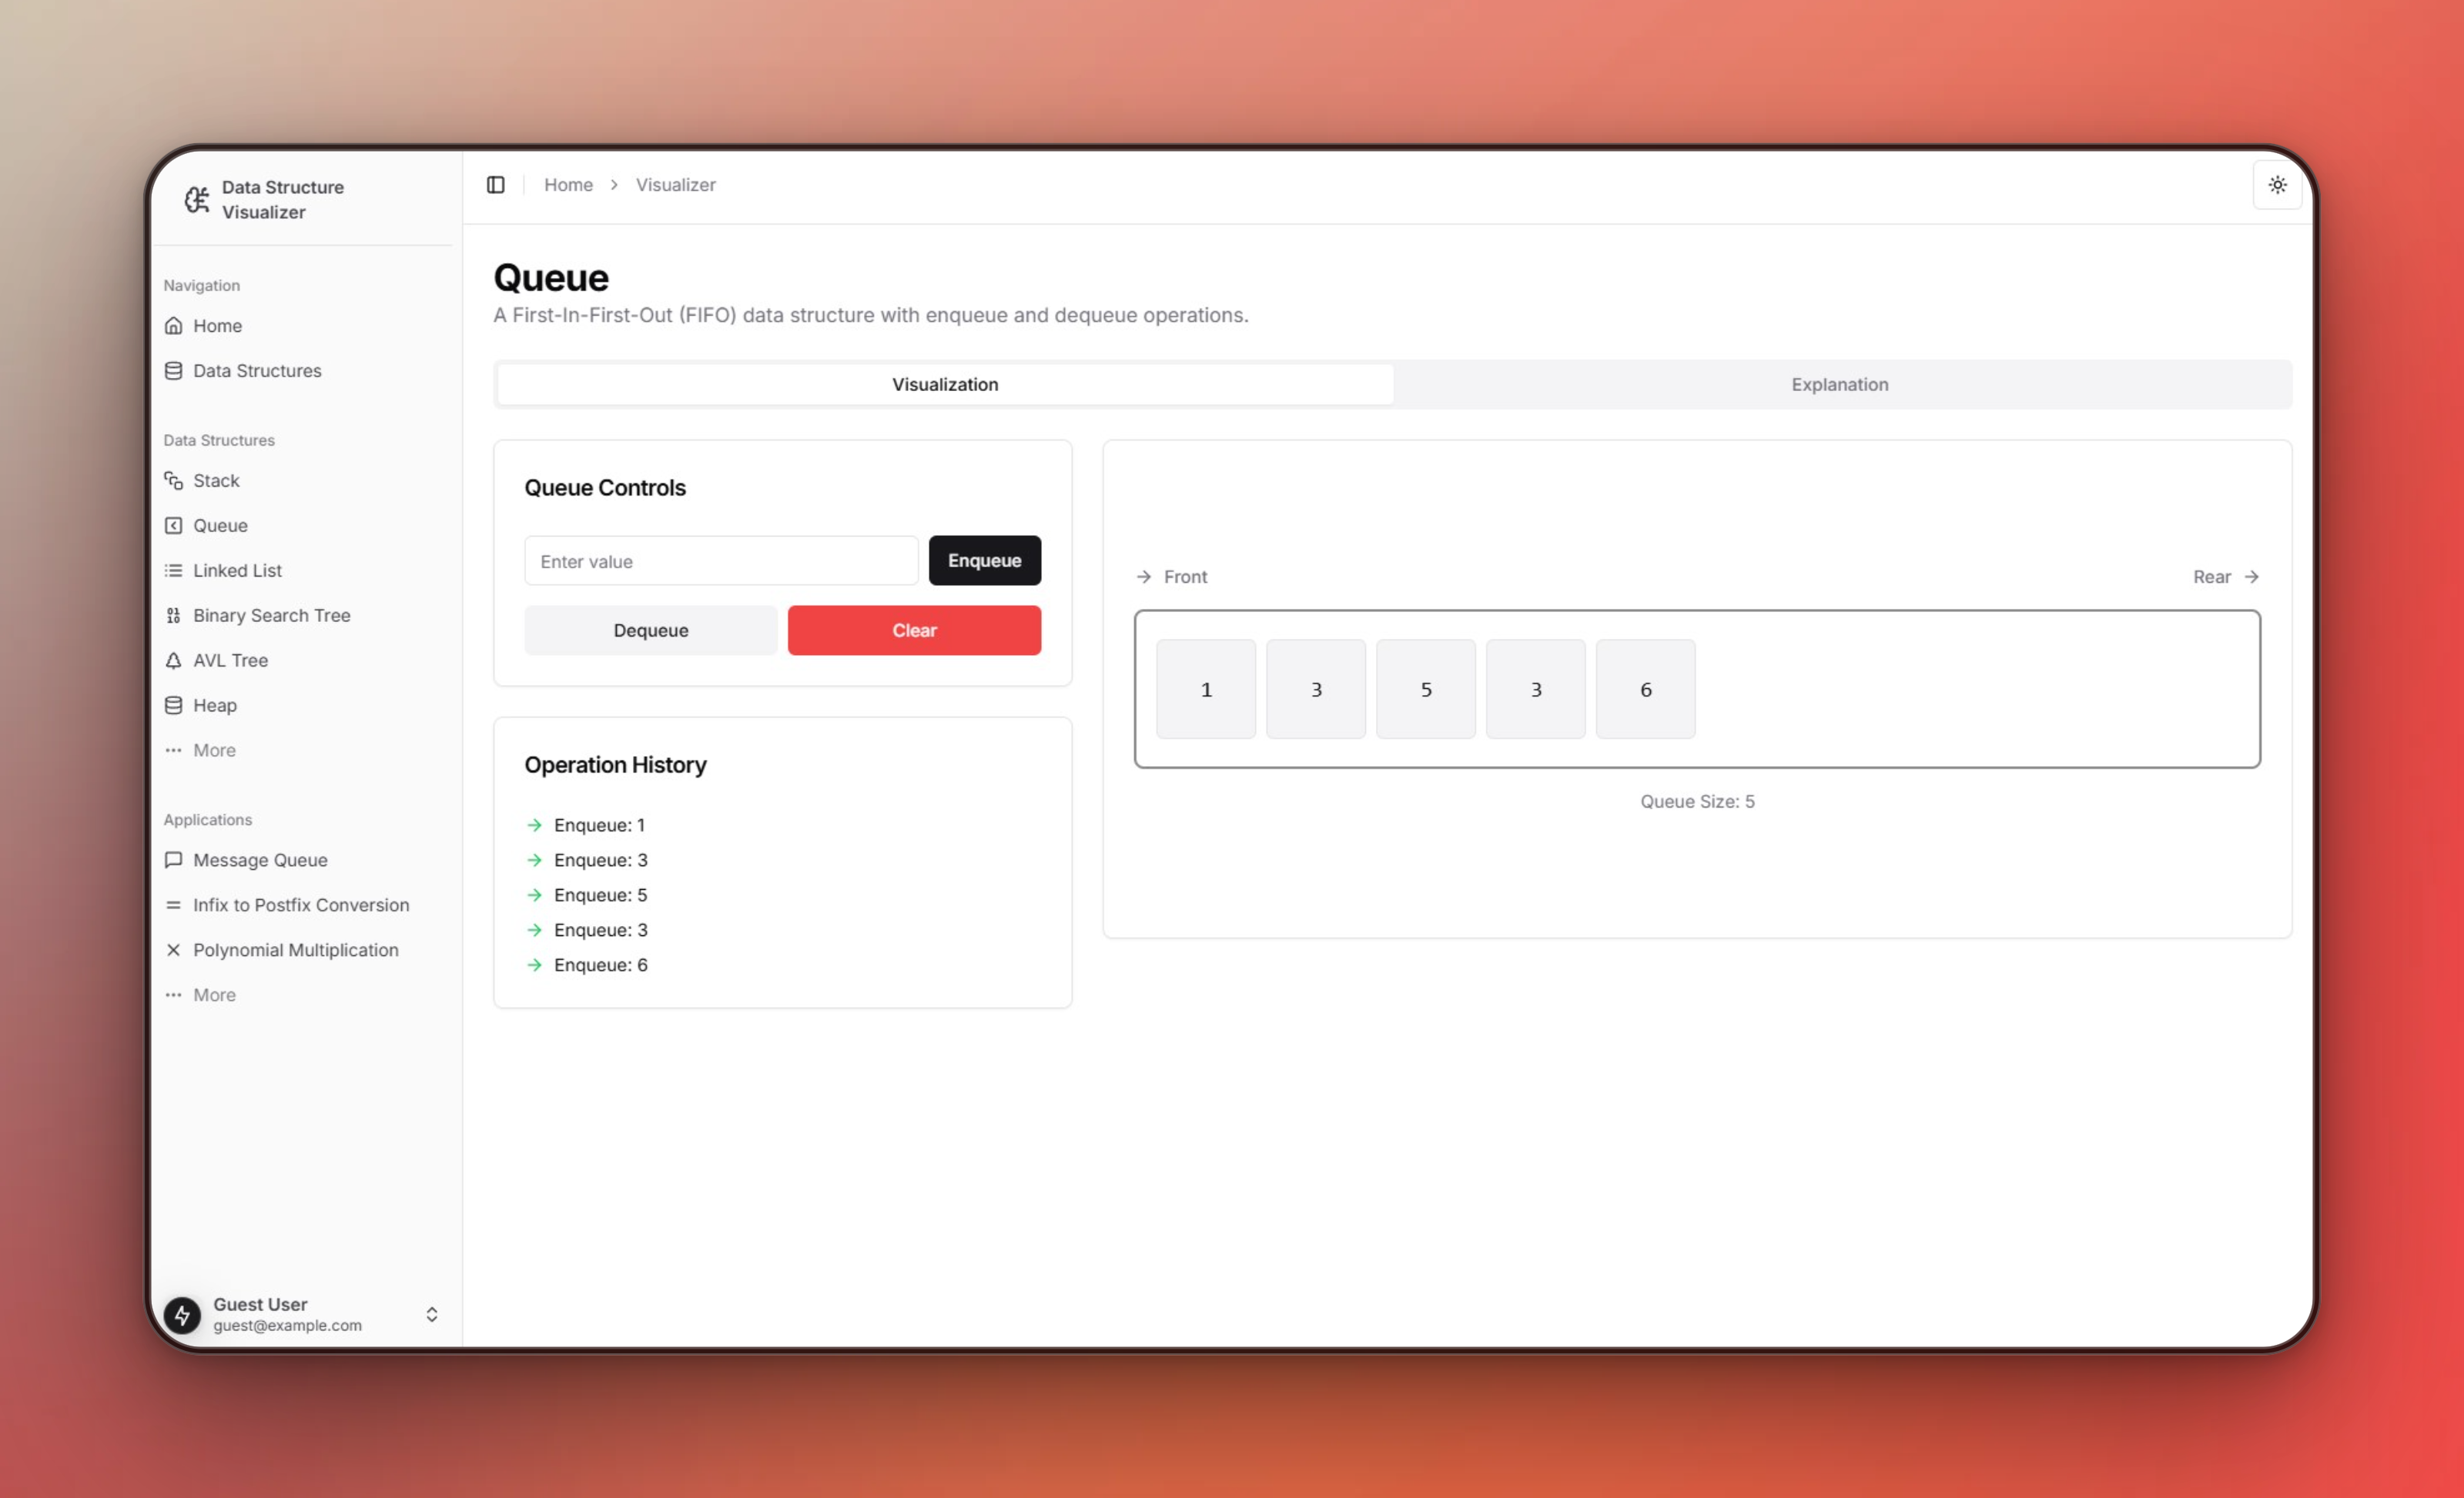 Data Structure
Visualizer
Navigation
Home
Data Structures
Data Structures
Stack
Queue
Linked List
Binary Search Tree
AVL Tree
Heap
More
Applications
Message Queue
Infix to Postfix Conversion
Polynomial Multiplication
More
Guest User
guest@example.com
Home > Visualizer
Queue
A First-In-First-Out (FIFO) data structure with enqueue and dequeue operations.
Visualization
Explanation
Queue Controls
Enter value
Enqueue
Dequeue
Clear
Operation History
Enqueue: 1
Enqueue: 3
Enqueue: 5
Enqueue: 3
Enqueue: 6
Front
Rear
1 3 5 3 6
Queue Size: 5